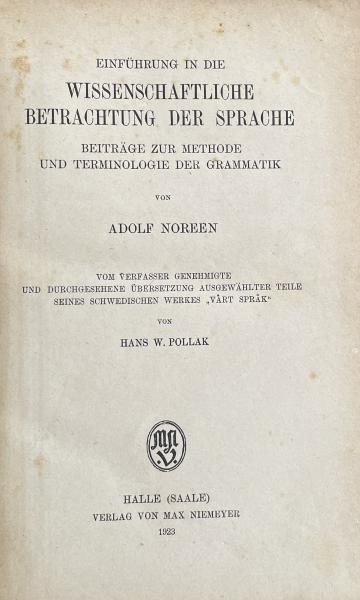 EINFÜHRUNG IN DIE
WISSENSCHAFTLICHE
BETRACHTUNG DER SPRACHE
BEITRÄGE ZUR METHODE
UND TERMINOLOGIE DER GRAMMATIK
VON
ADOLF NOREEN
VOM VERFASSER GENEHMIGTE
UND DURCHGESEHENE ÜBERSETZUNG AUSGEWÄHLTER TEILE
SEINES SCHWEDISCHEN WERKES „VÅRT SPRÅK“
VON
HANS W. POLLAK
MN
V.
HALLE (SAALE)
VERLAG VON MAX NIEMEYER
1923